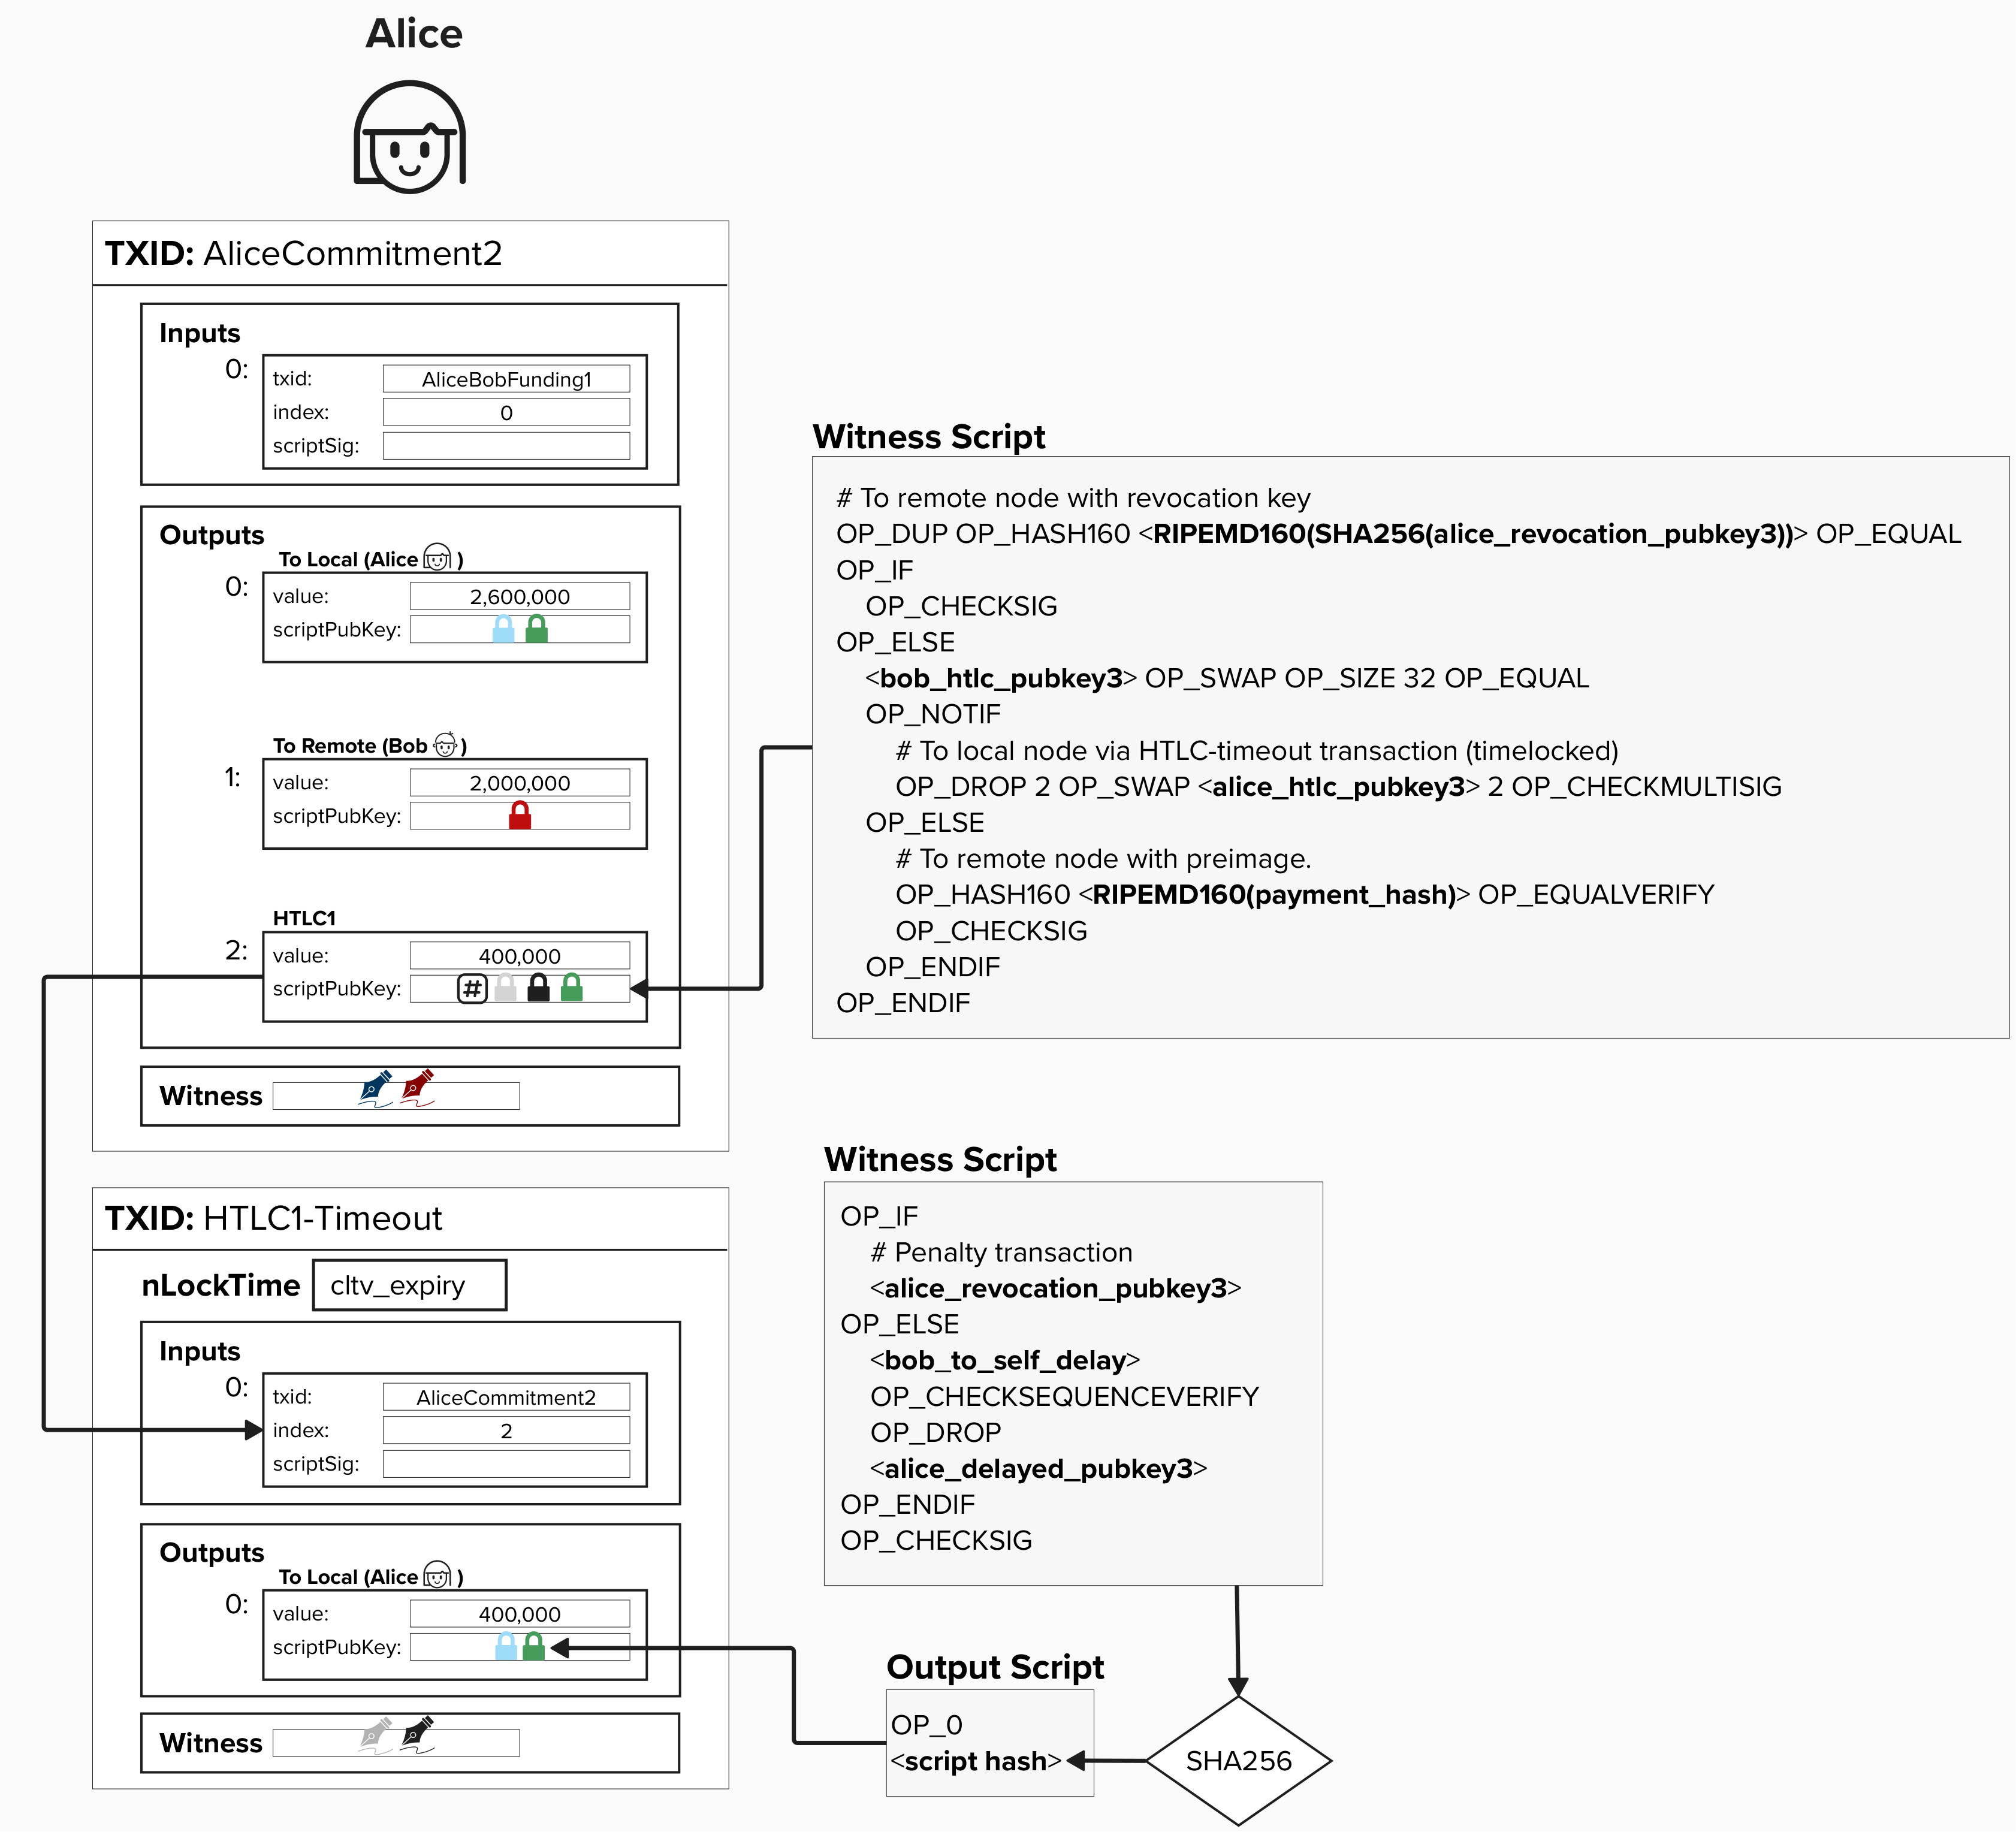 Alice
TXID: AliceCommitment2
Inputs
0:
txid: AliceBobFunding1
index: 0
scriptSig:
Outputs
To Local (Alice )
0:
value: 2,600,000
scriptPubKey:
To Remote (Bob )
1:
value: 2,000,000
scriptPubKey:
HTLC1
2:
value: 400,000
scriptPubKey: #
Witness
Witness Script
# To remote node with revocation key
OP_DUP OP_HASH160 <RIPEMD160(SHA256(alice_revocation_pubkey3))> OP_EQUAL
OP_IF
OP_CHECKSIG
OP_ELSE
<bob_htlc_pubkey3> OP_SWAP OP_SIZE 32 OP_EQUAL
OP_NOTIF
# To local node via HTLC-timeout transaction (timelocked)
OP_DROP 2 OP_SWAP <alice_htlc_pubkey3> 2 OP_CHECKMULTISIG
OP_ELSE
# To remote node with preimage.
OP_HASH160 <RIPEMD160(payment_hash)> OP_EQUALVERIFY
OP_CHECKSIG
OP_ENDIF
OP_ENDIF
TXID: HTLC1-Timeout
nLockTime cltv_expiry
Inputs
0:
txid: AliceCommitment2
index: 2
scriptSig:
Outputs
To Local (Alice )
0:
value: 400,000
scriptPubKey:
Witness
Witness Script
OP_IF
# Penalty transaction
<alice_revocation_pubkey3>
OP_ELSE
<bob_to_self_delay>
OP_CHECKSEQUENCEVERIFY
OP_DROP
<alice_delayed_pubkey3>
OP_ENDIF
OP_CHECKSIG
Output Script
OP_0
<script hash>
SHA256